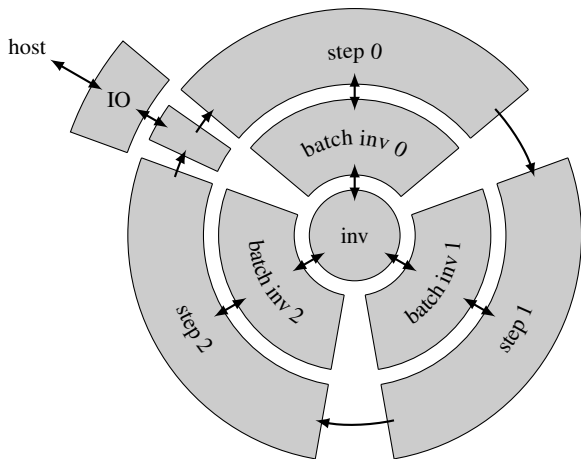 host
IO
step 0
batch inv 0
inv
batch inv 2
batch inv 1
step 2
step 1